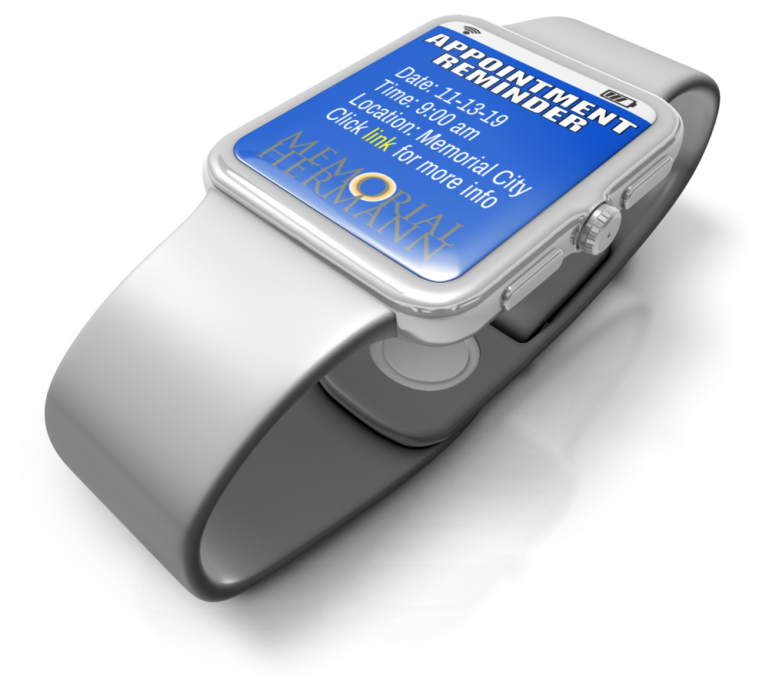 APPOINTMENT
REMINDER
Date: 11-13-19
Time: 9:00 am
Location: Memorial City
Click link for more info
MEMORIAL
HERMANN